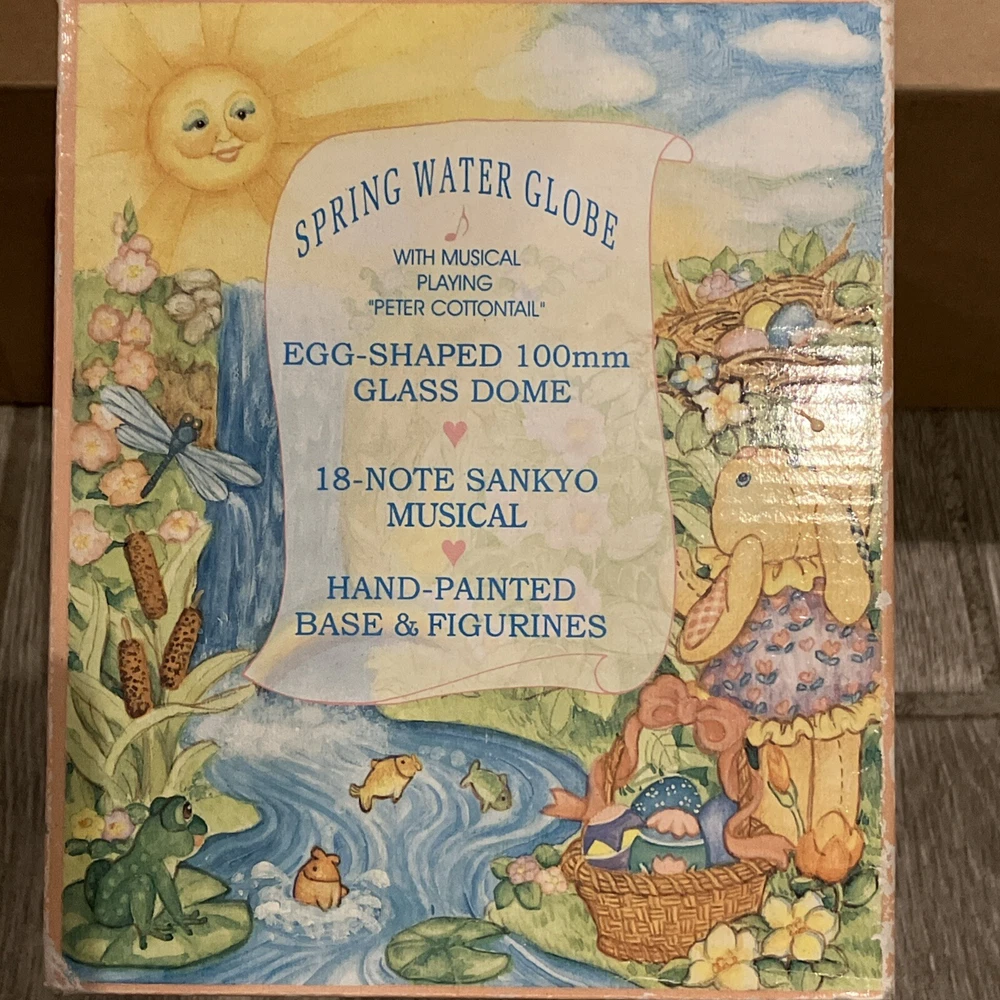 SPRING WATER GLOBE
WITH MUSICAL
PLAYING
"PETER COTTONTAIL"
EGG-SHAPED 100mm
GLASS DOME
18-NOTE SANKYO
MUSICAL
HAND-PAINTED
BASE & FIGURINES